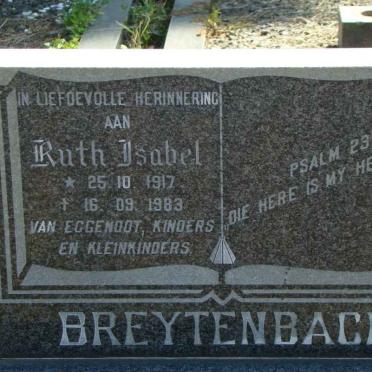 IN LIEFDEVOLLE HERINNERING
AAN
Ruth Isabel
* 25.10.1917
† 16.09.1983
VAN EGGENOOT, KINDERS
EN KLEINKINDERS
PSALM 23
DIE HERE IS MY HE
BREYTENBACH